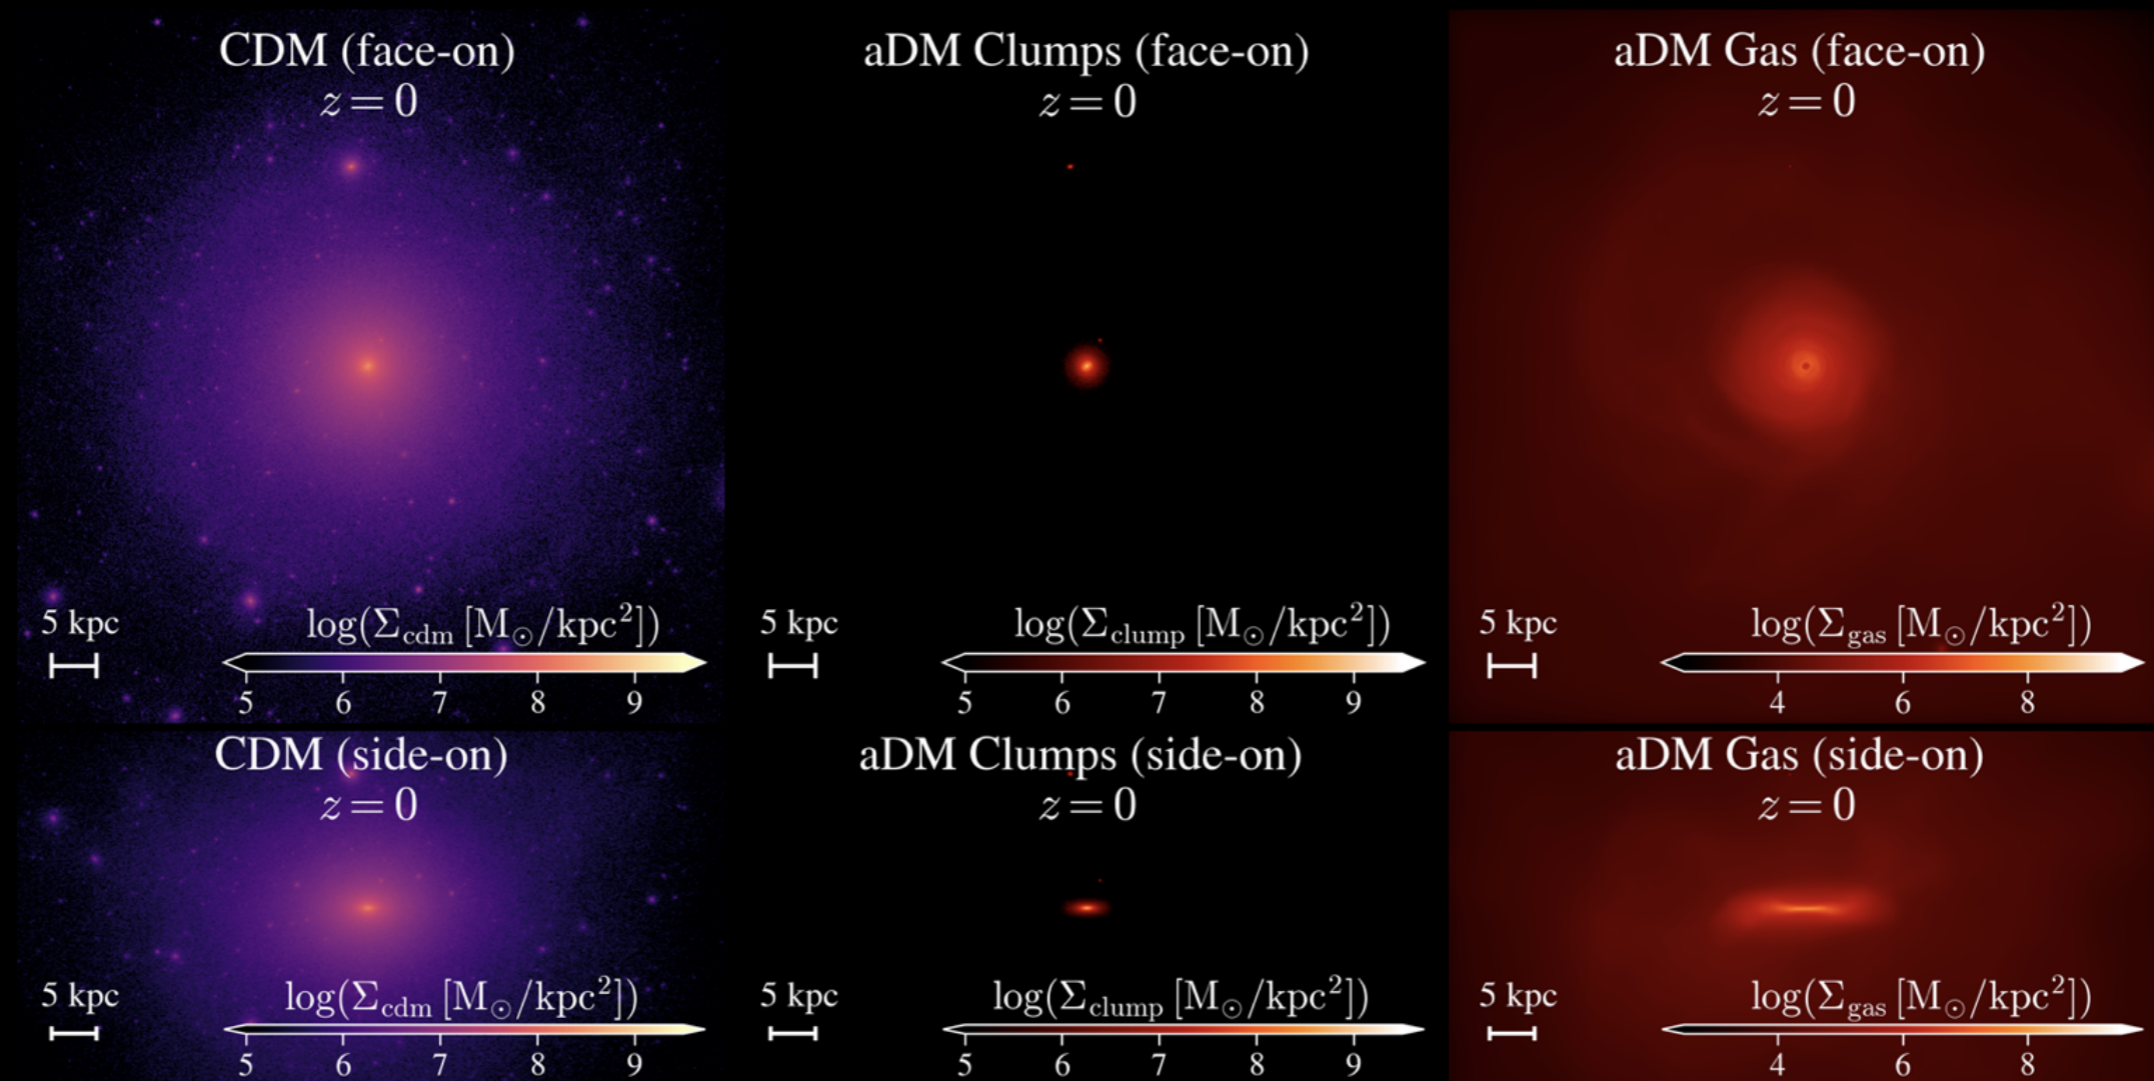 CDM (face-on)
z = 0
5 kpc
log(Σcdm [M⊙/kpc²])
5 6 7 8 9
aDM Clumps (face-on)
z = 0
5 kpc
log(Σclump [M⊙/kpc²])
5 6 7 8 9
aDM Gas (face-on)
z = 0
5 kpc
log(Σgas [M⊙/kpc²])
4 6 8
CDM (side-on)
z = 0
5 kpc
log(Σcdm [M⊙/kpc²])
5 6 7 8 9
aDM Clumps (side-on)
z = 0
5 kpc
log(Σclump [M⊙/kpc²])
5 6 7 8 9
aDM Gas (side-on)
z = 0
5 kpc
log(Σgas [M⊙/kpc²])
4 6 8